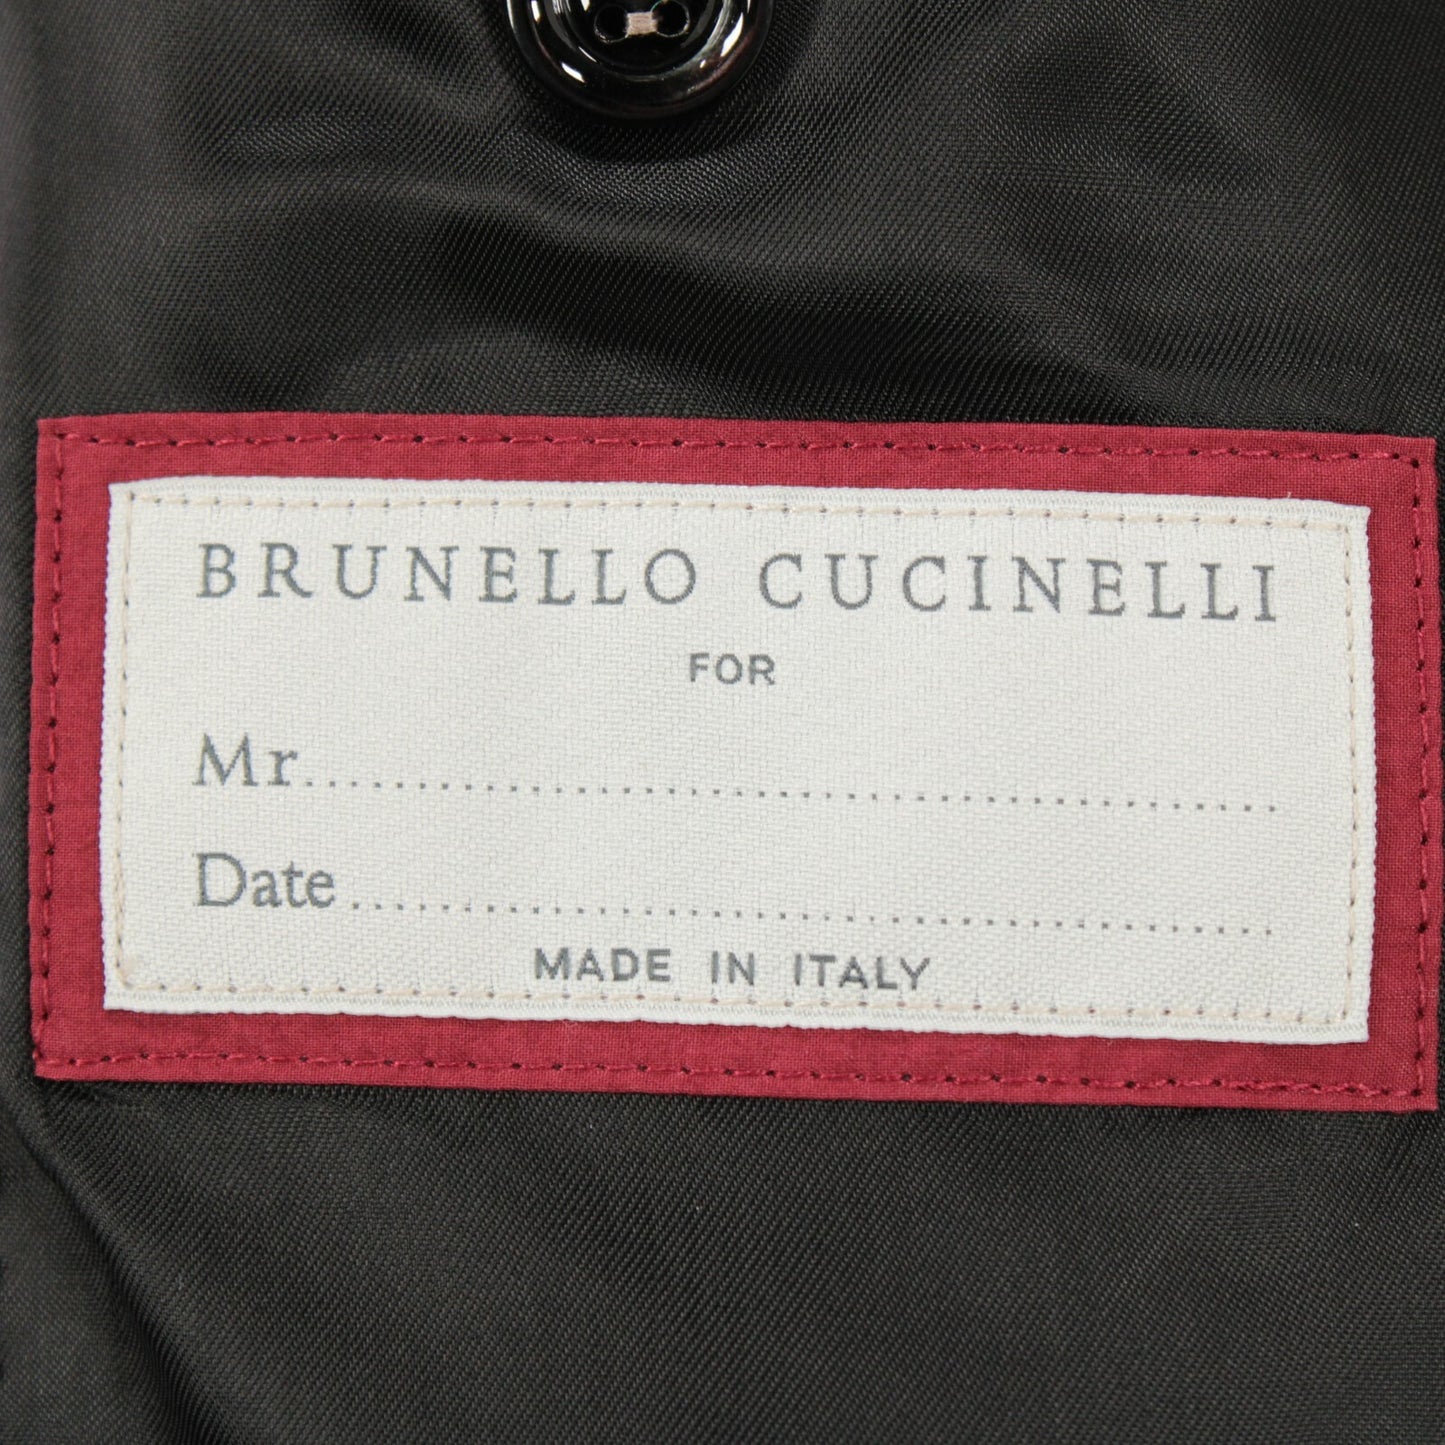 BRUNELLO CUCINELLI
FOR
Mr..............................................
Date..............................................
MADE IN ITALY